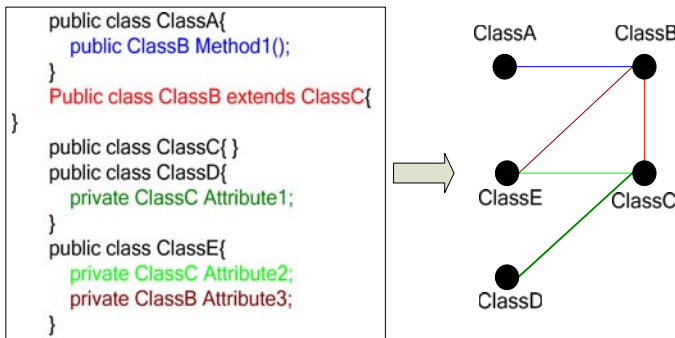 public class ClassA{
public ClassB Method1();
}
Public class ClassB extends ClassC{
}
public class ClassC{ }
public class ClassD{
private ClassC Attribute1;
}
public class ClassE{
private ClassC Attribute2;
private ClassB Attribute3;
}
ClassA
ClassB
ClassE
ClassC
ClassD